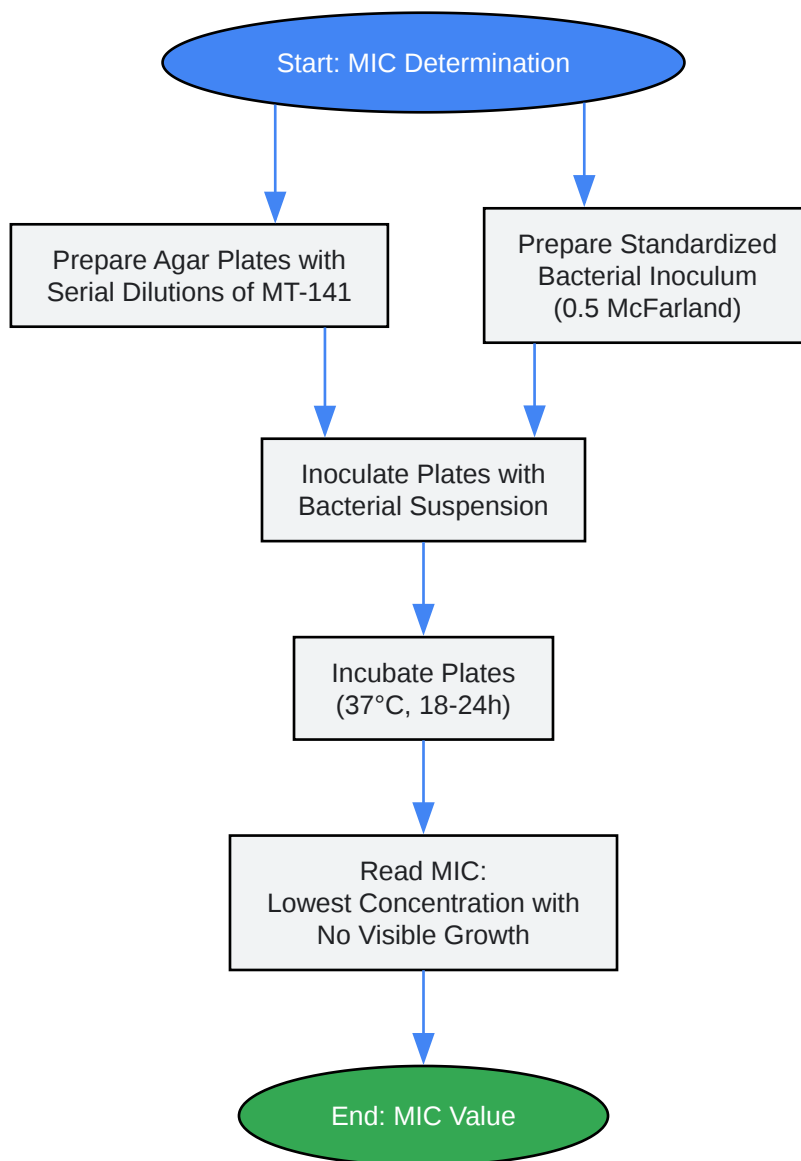 Start: MIC Determination
Prepare Agar Plates with
Serial Dilutions of MT-141
Prepare Standardized
Bacterial Inoculum
(0.5 McFarland)
Inoculate Plates with
Bacterial Suspension
Incubate Plates
(37°C, 18-24h)
Read MIC:
Lowest Concentration with
No Visible Growth
End: MIC Value